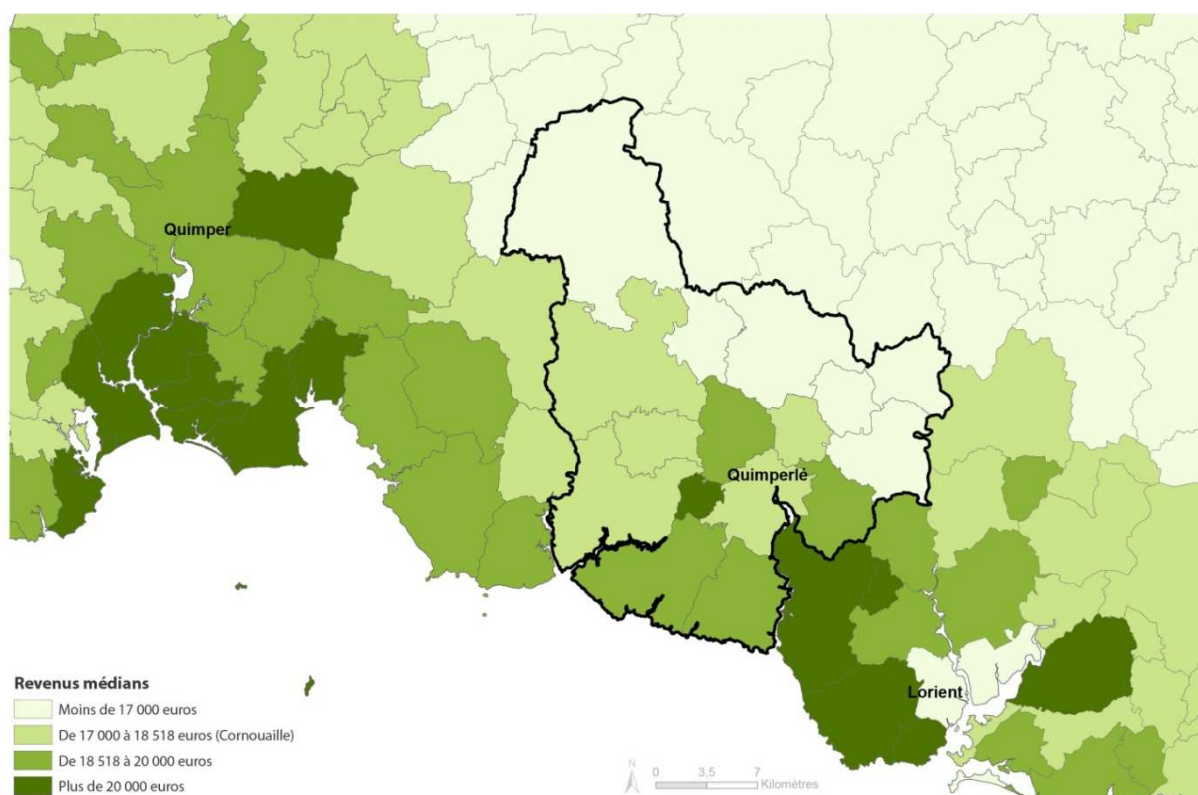 Quimper
Quimperlé
Lorient
Revenus médians
Moins de 17 000 euros
De 17 000 à 18 518 euros (Cornouaille)
De 18 518 à 20 000 euros
Plus de 20 000 euros
N
0 3,5 7
Kilomètres